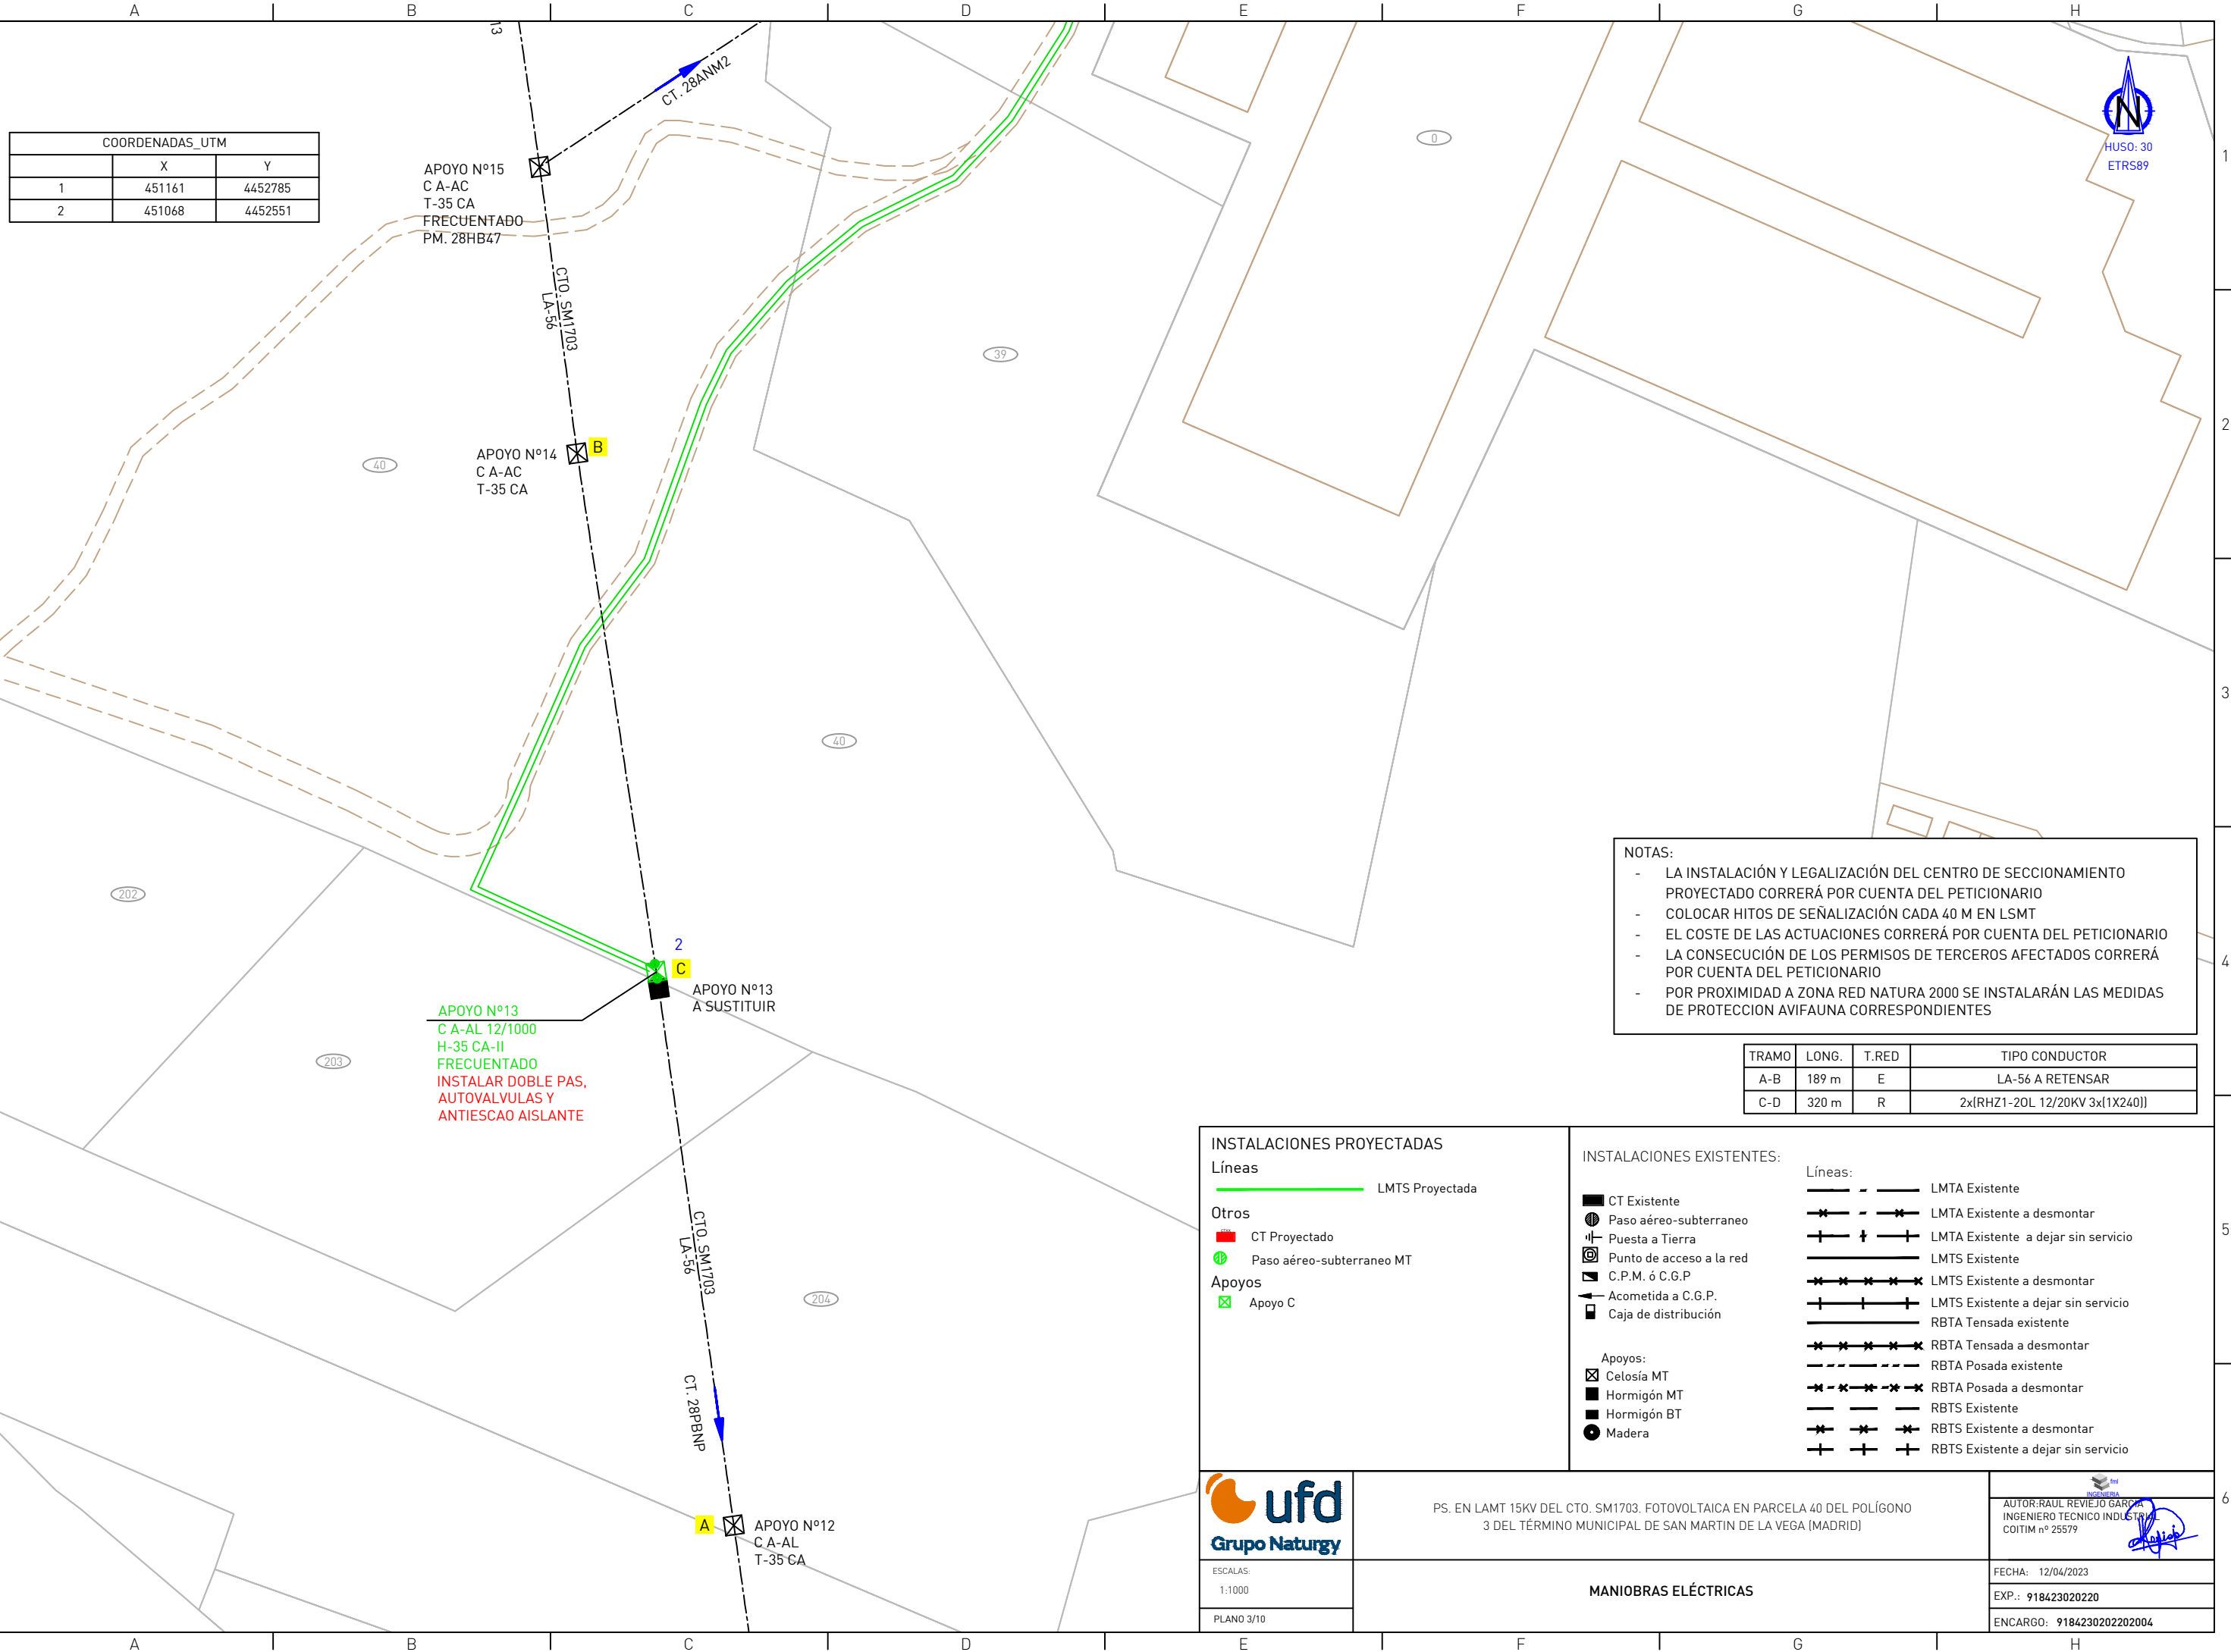 A B C D E F G H
13
CT. 28ANM2
COORDENADAS_UTM
X Y
1 451161 4452785
2 451068 4452551
APOYO Nº15
C A-AC
T-35 CA
FRECUENTADO
PM. 28HB47
CTO. SM1703
LA-56
N
HUSO: 30
ETRS89
0
39
1
2
3
4
5
6
APOYO Nº14
C A-AC
T-35 CA
B
40
40
202
203
204
2
C
APOYO Nº13
A SUSTITUIR
APOYO Nº13
C A-AL 12/1000
H-35 CA-II
FRECUENTADO
INSTALAR DOBLE PAS,
AUTOVALVULAS Y
ANTIESCAO AISLANTE
CTO. SM1703
LA-56
CT. 28PBNP
A
APOYO Nº12
C A-AL
T-35 CA
NOTAS:
- LA INSTALACIÓN Y LEGALIZACIÓN DEL CENTRO DE SECCIONAMIENTO
PROYECTADO CORRERÁ POR CUENTA DEL PETICIONARIO
- COLOCAR HITOS DE SEÑALIZACIÓN CADA 40 M EN LSMT
- EL COSTE DE LAS ACTUACIONES CORRERÁ POR CUENTA DEL PETICIONARIO
- LA CONSECUCIÓN DE LOS PERMISOS DE TERCEROS AFECTADOS CORRERÁ
POR CUENTA DEL PETICIONARIO
- POR PROXIMIDAD A ZONA RED NATURA 2000 SE INSTALARÁN LAS MEDIDAS
DE PROTECCION AVIFAUNA CORRESPONDIENTES
TRAMO LONG. T.RED TIPO CONDUCTOR
A-B 189 m E LA-56 A RETENSAR
C-D 320 m R 2x(RHZ1-2OL 12/20KV 3x(1X240))
INSTALACIONES PROYECTADAS
Líneas
LMTS Proyectada
Otros
CT Proyectado
Paso aéreo-subterraneo MT
Apoyos
Apoyo C
INSTALACIONES EXISTENTES:
CT Existente
Paso aéreo-subterraneo
Puesta a Tierra
Punto de acceso a la red
C.P.M. ó C.G.P
Acometida a C.G.P.
Caja de distribución
Apoyos:
Celosía MT
Hormigón MT
Hormigón BT
Madera
Líneas:
LMTA Existente
LMTA Existente a desmontar
LMTA Existente a dejar sin servicio
LMTS Existente
LMTS Existente a desmontar
LMTS Existente a dejar sin servicio
RBTA Tensada existente
RBTA Tensada a desmontar
RBTA Posada existente
RBTA Posada a desmontar
RBTS Existente
RBTS Existente a desmontar
RBTS Existente a dejar sin servicio
ufd
Grupo Naturgy
PS. EN LAMT 15KV DEL CTO. SM1703. FOTOVOLTAICA EN PARCELA 40 DEL POLÍGONO
3 DEL TÉRMINO MUNICIPAL DE SAN MARTIN DE LA VEGA (MADRID)
fmi
INGENIERIA
AUTOR:RAUL REVIEJO GARCIA
INGENIERO TECNICO INDUSTRIAL
COITIM nº 25579
ESCALAS:
1:1000
PLANO 3/10
MANIOBRAS ELÉCTRICAS
FECHA: 12/04/2023
EXP.: 918423020220
ENCARGO: 9184230202202004
A B C D E F G H